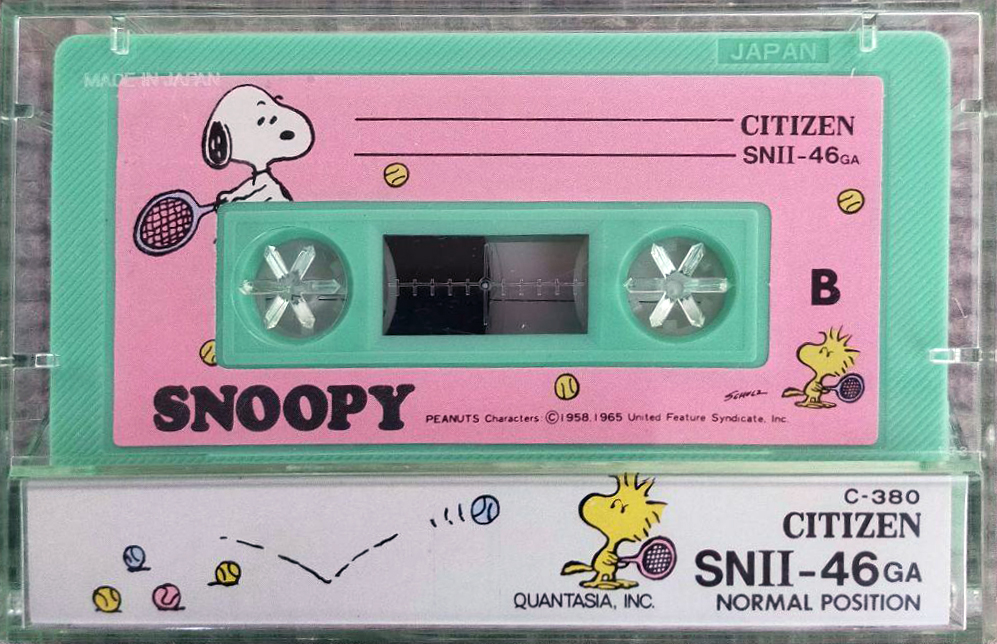 JAPAN
MADE IN JAPAN
CITIZEN
SNII-46GA
B
SCHULZ
SNOOPY
PEANUTS Characters: ©1958,1965 United Feature Syndicate, Inc.
C-380
CITIZEN
SNII-46GA
QUANTASIA, INC.
NORMAL POSITION